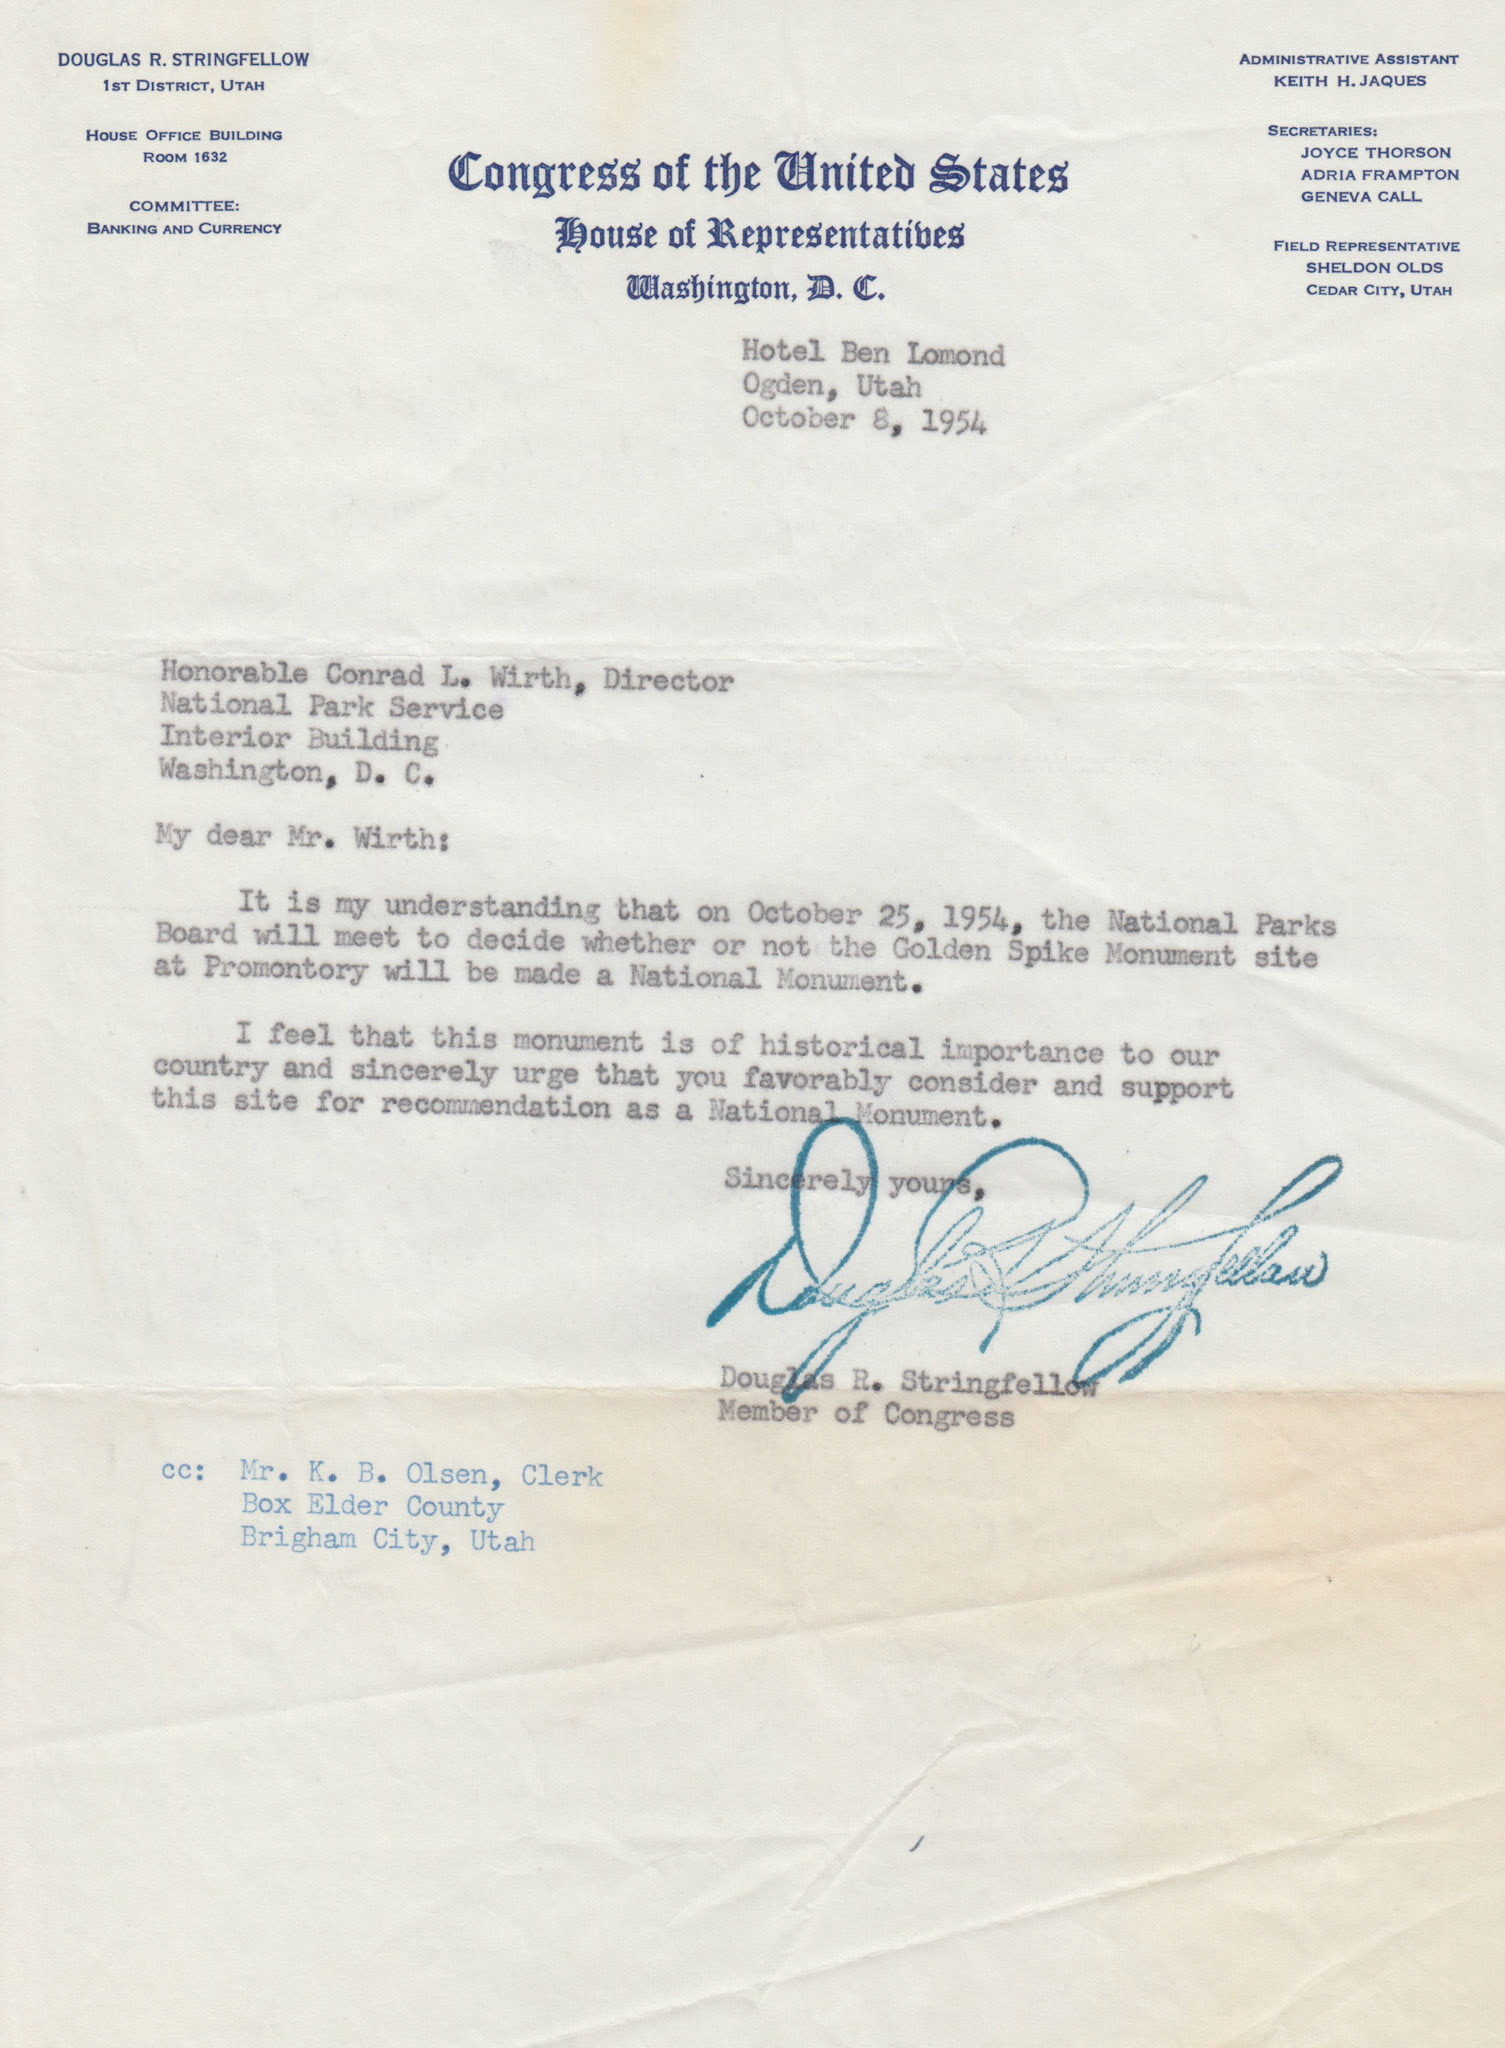 DOUGLAS R. STRINGFELLOW
1ST DISTRICT, UTAH
HOUSE OFFICE BUILDING
ROOM 1632
COMMITTEE:
BANKING AND CURRENCY
ADMINISTRATIVE ASSISTANT
KEITH H. JAQUES
SECRETARIES:
JOYCE THORSON
ADRIA FRAMPTON
GENEVA CALL
FIELD REPRESENTATIVE
SHELDON OLDS
CEDAR CITY, UTAH
Congress of the United States
House of Representatives
Washington, D. C.
Hotel Ben Lomond
Ogden, Utah
October 8, 1954
Honorable Conrad L. Wirth, Director
National Park Service
Interior Building
Washington, D. C.
My dear Mr. Wirth:
It is my understanding that on October 25, 1954, the National Parks
Board will meet to decide whether or not the Golden Spike Monument site
at Promontory will be made a National Monument.
I feel that this monument is of historical importance to our
country and sincerely urge that you favorably consider and support
this site for recommendation as a National Monument.
Sincerely yours,
Douglas R Stringfellow
Douglas R. Stringfellow
Member of Congress
cc: Mr. K. B. Olsen, Clerk
Box Elder County
Brigham City, Utah